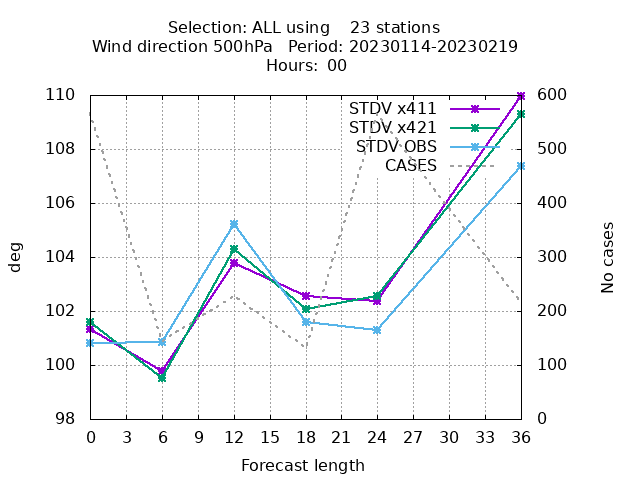 Selection: ALL using 23 stations
Wind direction 500hPa Period: 20230114-20230219
Hours: 00
STDV x411
STDV x421
STDV OBS
CASES
110
108
106
104
102
100
98
600
500
400
300
200
100
0
deg
No cases
0 3 6 9 12 15 18 21 24 27 30 33 36
Forecast length